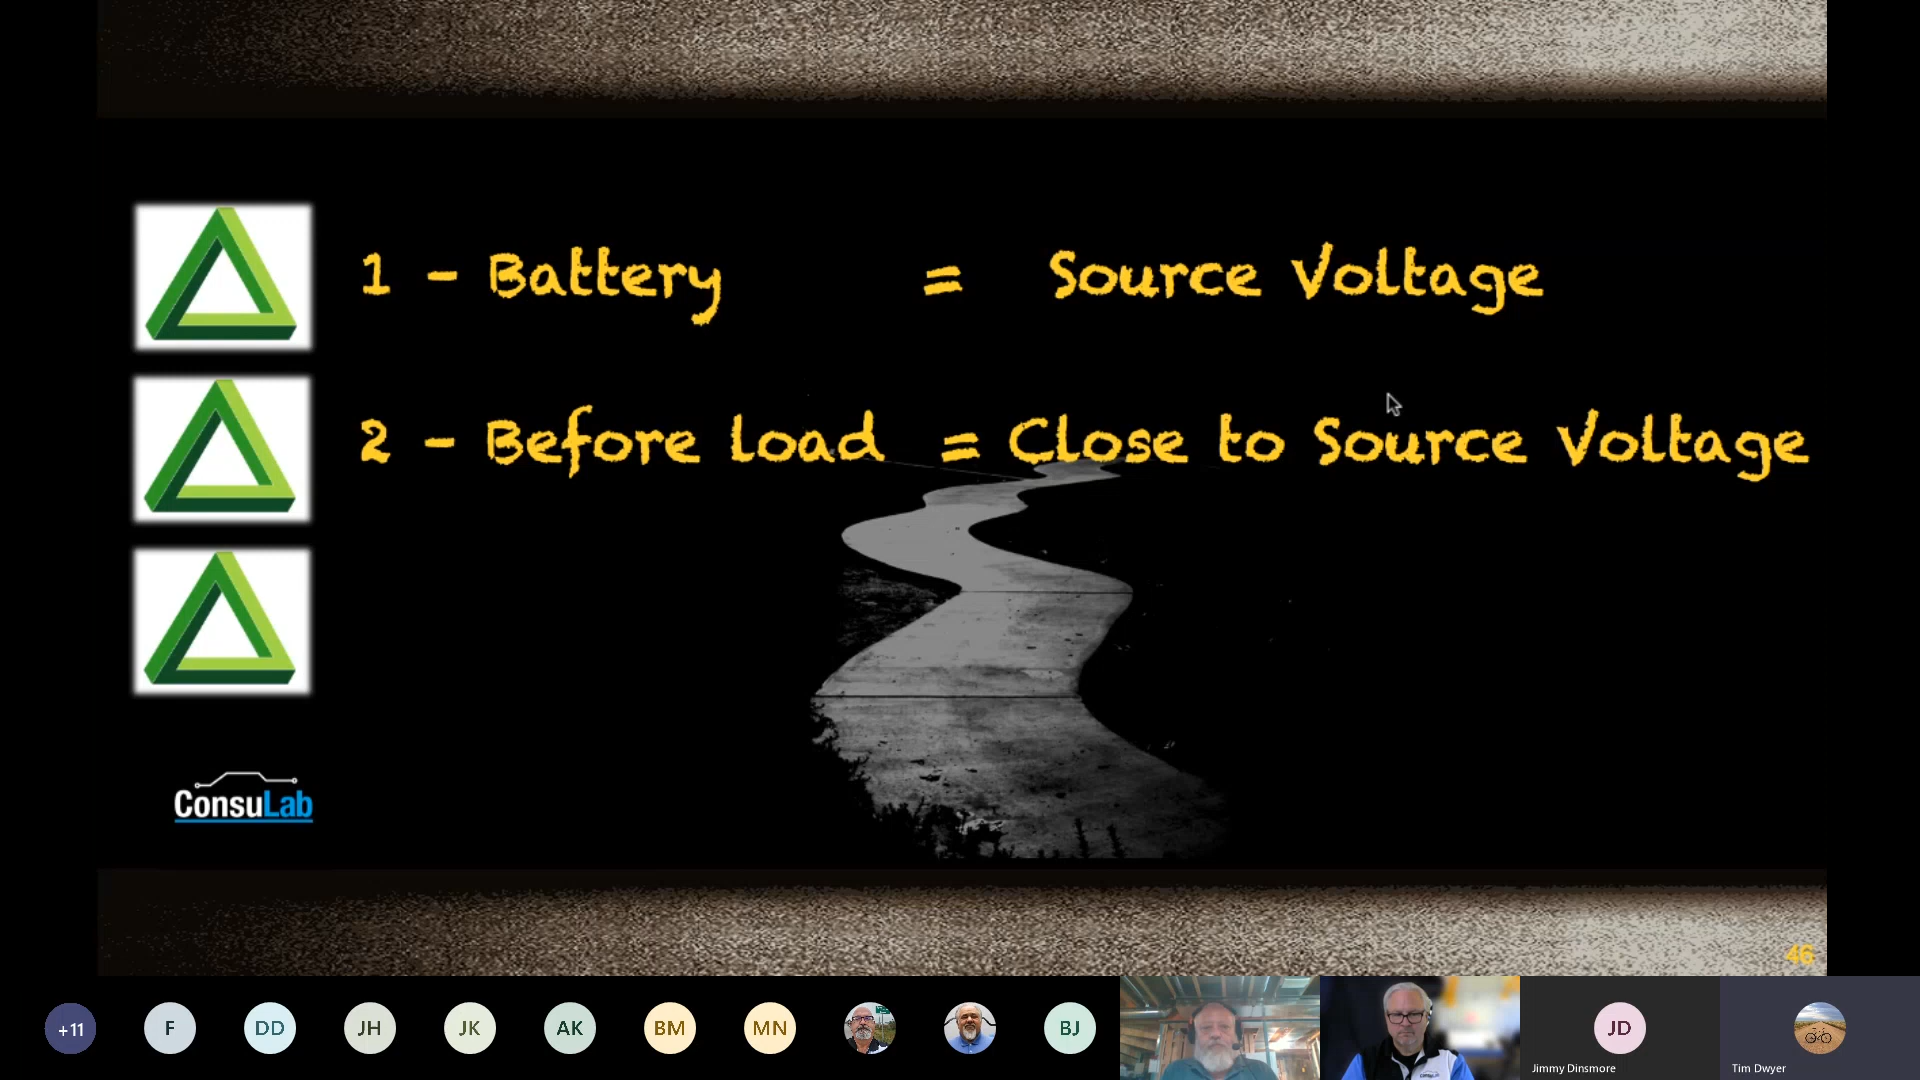 1 - Battery = Source Voltage
2 - Before load = Close to Source Voltage
ConsuLab
46
+11
F
DD
JH
JK
AK
BM
MN
BJ
JD
Jimmy Dinsmore
Tim Dwyer